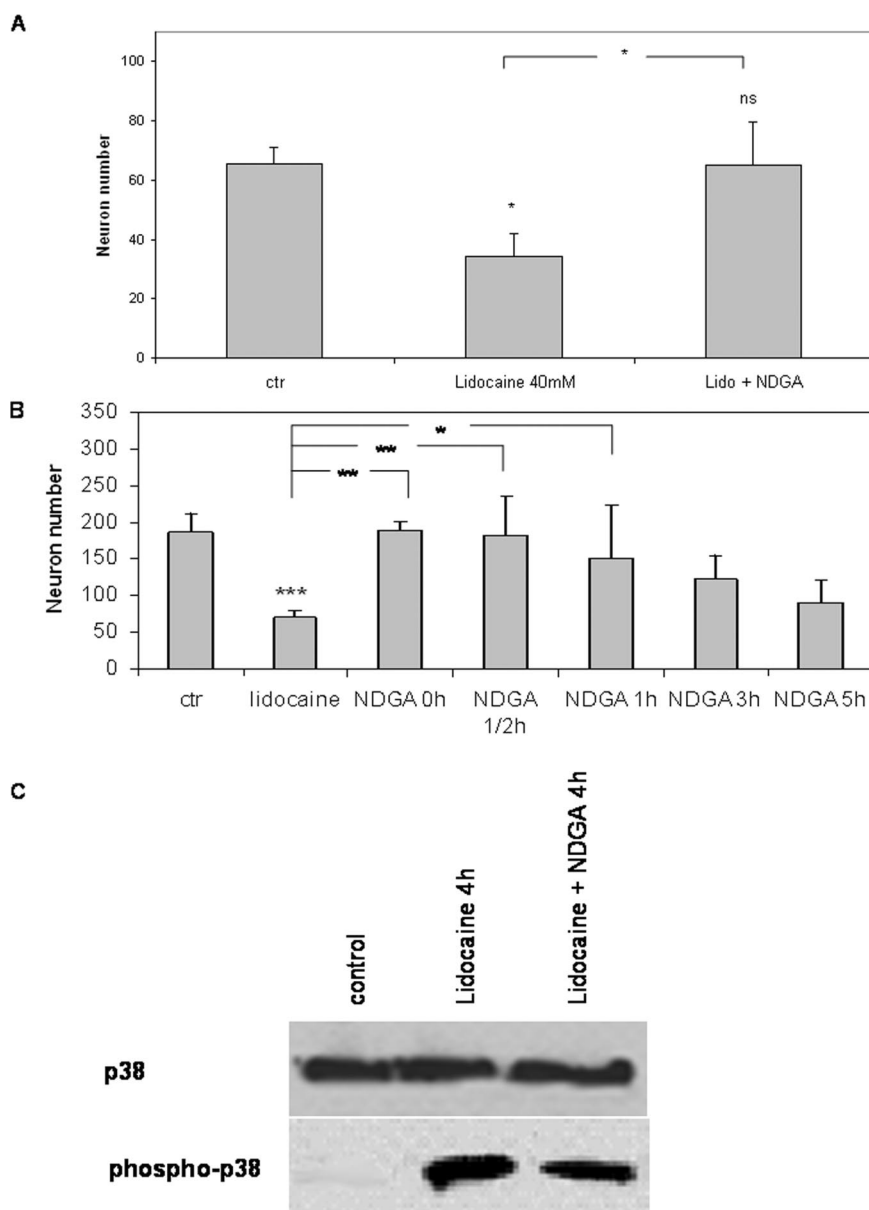 A
100
80
60
40
20
0
Neuron number
*
*
ns
ctr
Lidocaine 40mM
Lido + NDGA
B
350
300
250
200
150
100
50
0
Neuron number
*
**
**
***
ctr
lidocaine
NDGA 0h
NDGA
1/2h
NDGA 1h
NDGA 3h
NDGA 5h
C
control
Lidocaine 4h
Lidocaine + NDGA 4h
p38
phospho-p38